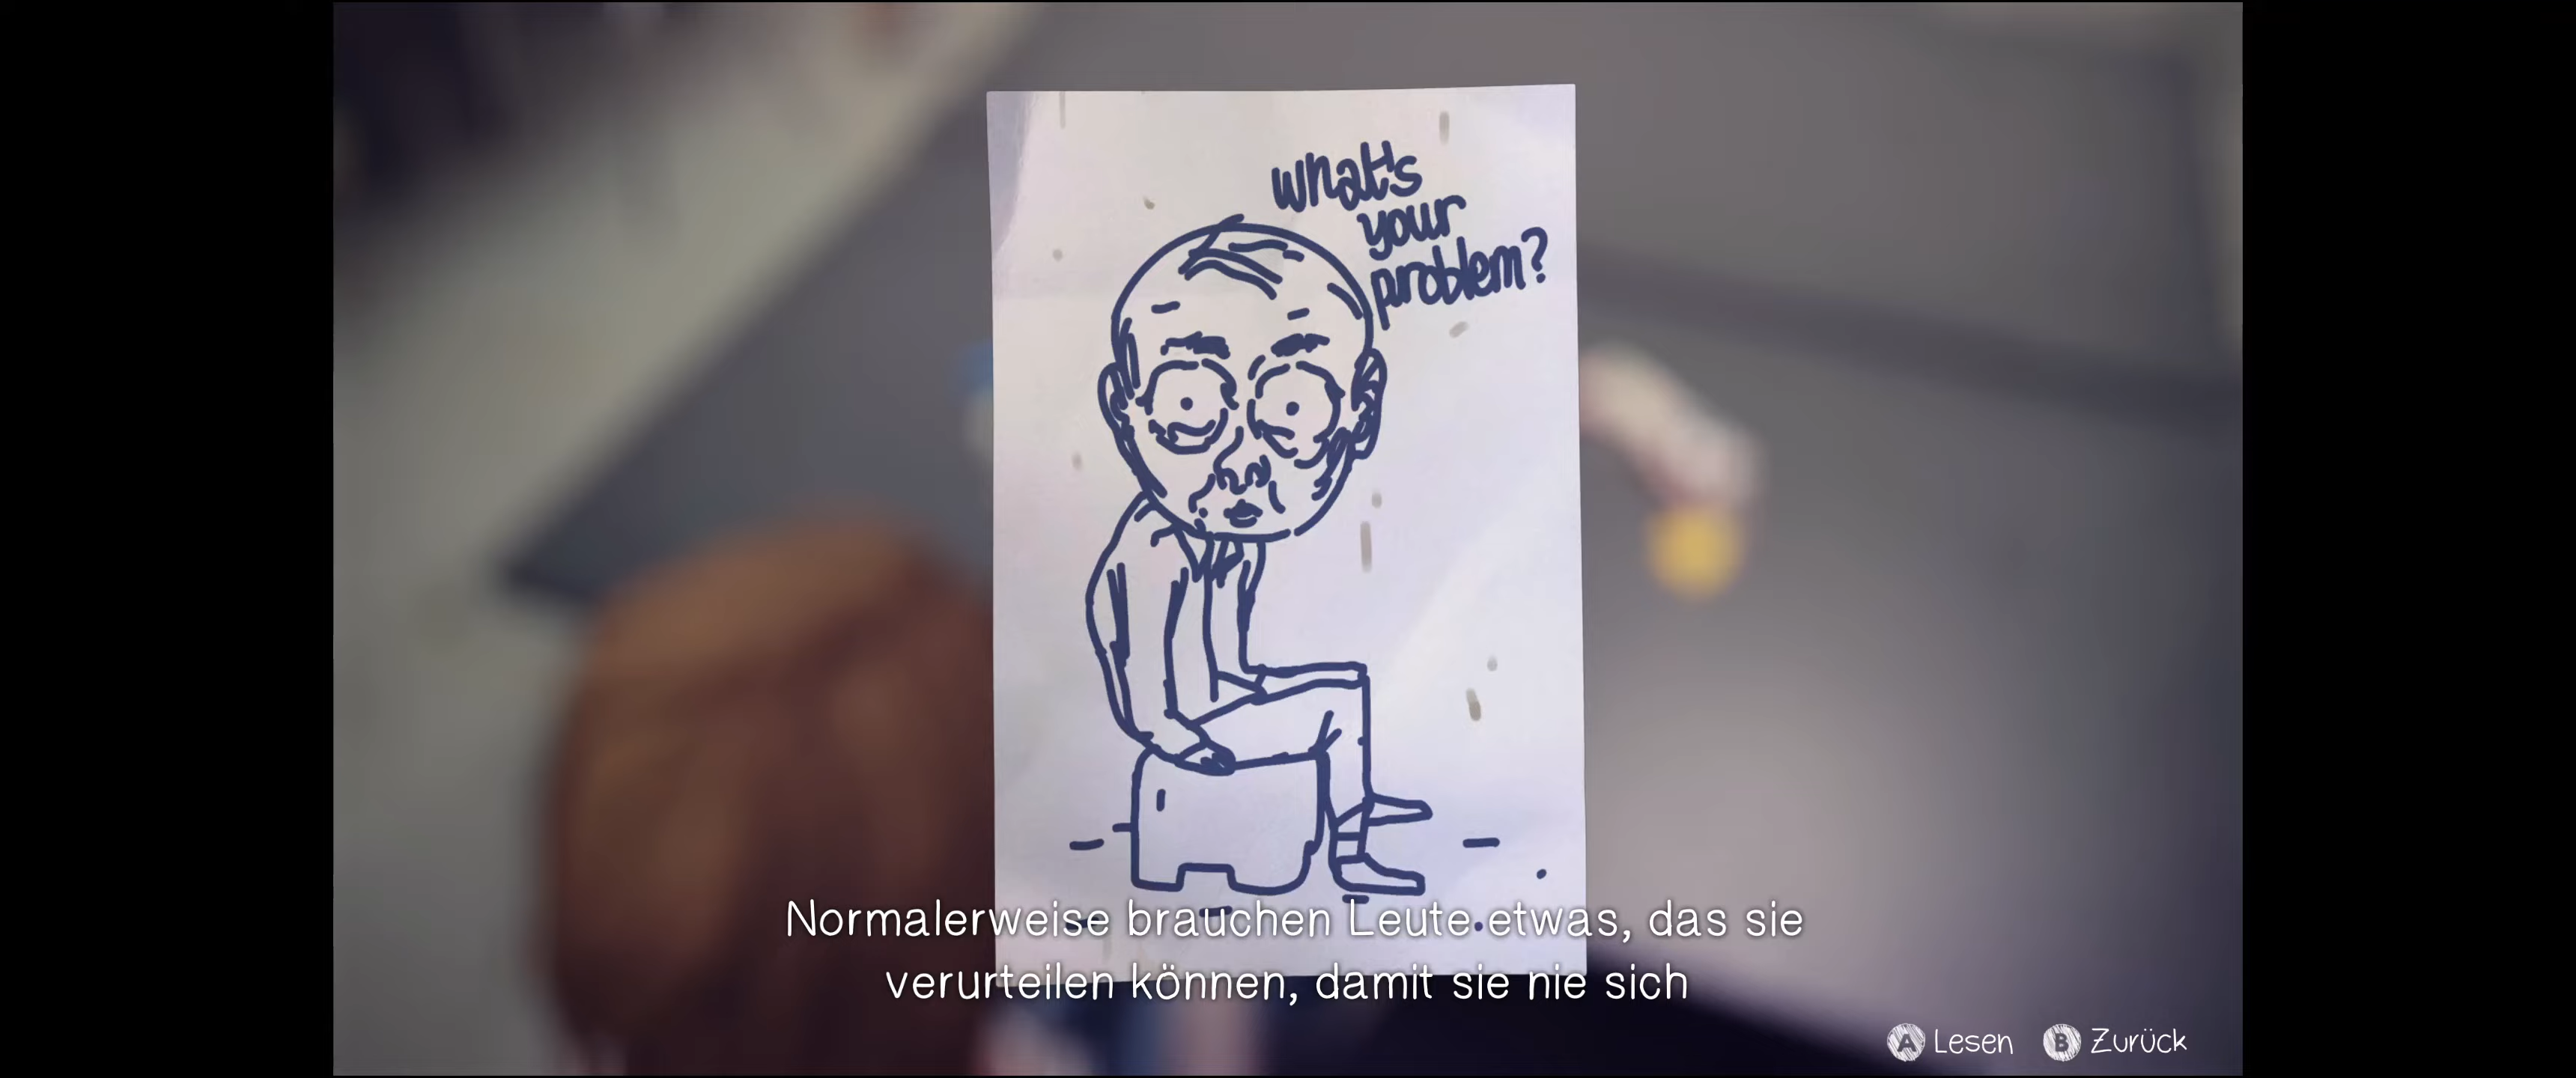 what's
your
problem?
Normalerweise brauchen Leute etwas, das sie
verurteilen können, damit sie nie sich
A Lesen B Zurück